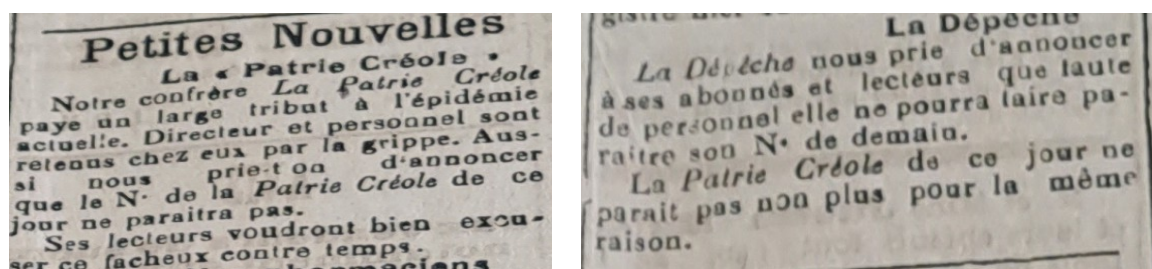 Petites Nouvelles
La « Patrie Créole »
Notre confrère La Patrie Créole
paye un large tribut à l'épidémie
actuelle. Directeur et personnel sont
retenus chez eux par la grippe. Aus-
si nous prie-t on d'annoncer
que le N· de la Patrie Créole de ce
jour ne paraitra pas.
Ses lecteurs voudront bien excu-
ser ce facheux contre temps.
La Dépêche
La Dépêche nous prie d'annoncer
à ses abonnés et lecteurs que faute
de personnel elle ne pourra faire pa-
raitre son N· de demain.
La Patrie Créole de ce jour ne
parait pas non plus pour la même
raison.